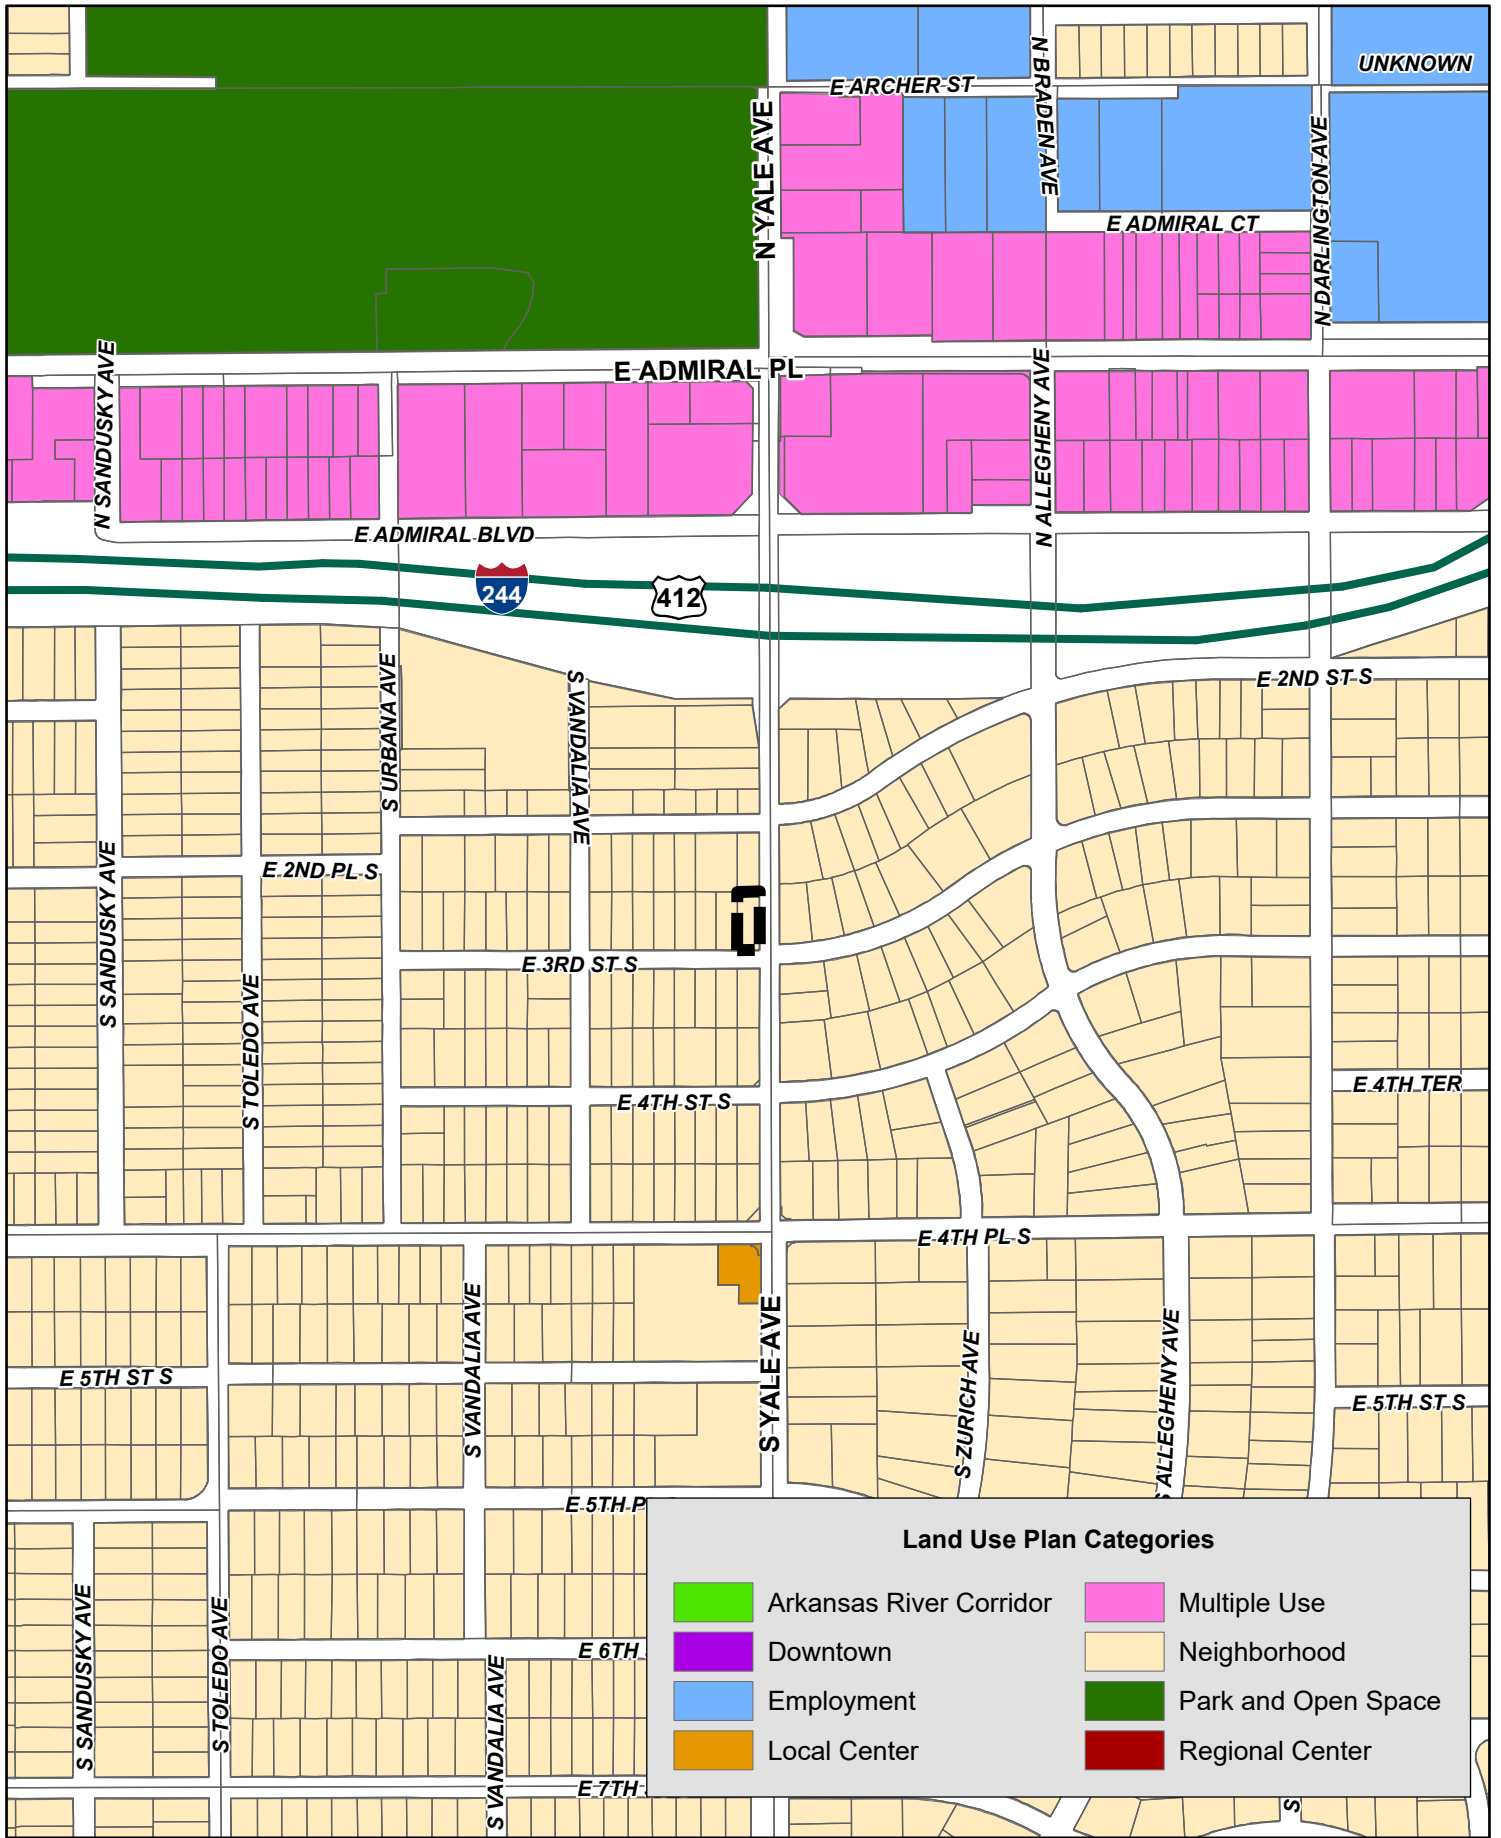 UNKNOWN
E ARCHER ST
N BRADEN AVE
N YALE AVE
N DARLINGTON AVE
E ADMIRAL CT
E ADMIRAL PL
N SANDUSKY AVE
N ALLEGHENY AVE
E ADMIRAL BLVD
244
412
E 2ND ST S
S URBANA AVE
S VANDALIA AVE
E 2ND PL S
S SANDUSKY AVE
E 3RD ST S
S TOLEDO AVE
E 4TH TER
E 4TH ST S
E 4TH PL S
S VANDALIA AVE
S YALE AVE
S ZURICH AVE
S ALLEGHENY AVE
E 5TH ST S
E 5TH ST S
E 5TH P
Land Use Plan Categories
Arkansas River Corridor
Downtown
Employment
Local Center
Multiple Use
Neighborhood
Park and Open Space
Regional Center
S SANDUSKY AVE
S TOLEDO AVE
E 6TH
S VANDALIA AVE
E 7TH
S